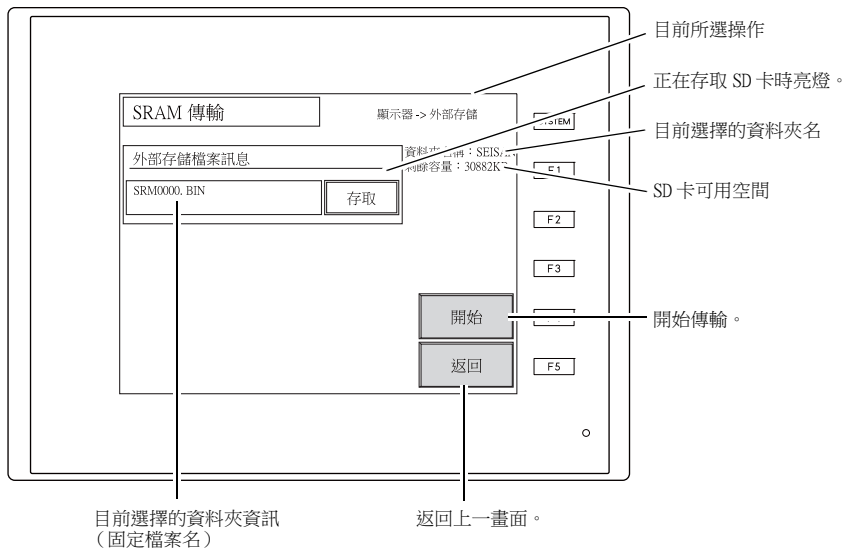 目前所選操作
正在存取 SD 卡時亮燈。
SRAM 傳輸
顯示器 -> 外部存儲
目前選擇的資料夾名
外部存儲檔案訊息
SD 卡可用空間
SRM0000. BIN
存取
F2
F3
開始
開始傳輸。
返回
F5
目前選擇的資料夾資訊
（固定檔案名）
返回上一畫面。